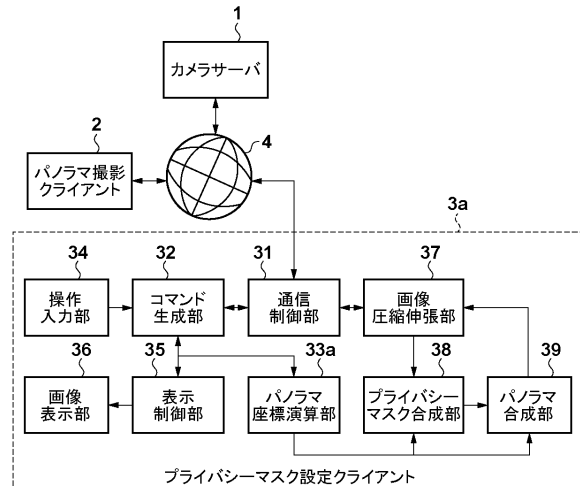 1
カメラサーバ
2
4
パノラマ撮影
クライアント
3a
34
32
31
37
操作
入力部
コマンド
生成部
通信
制御部
画像
圧縮伸張部
36
35
33a
38
39
画像
表示部
表示
制御部
パノラマ
座標演算部
プライバシー
マスク合成部
パノラマ
合成部
プライバシーマスク設定クライアント